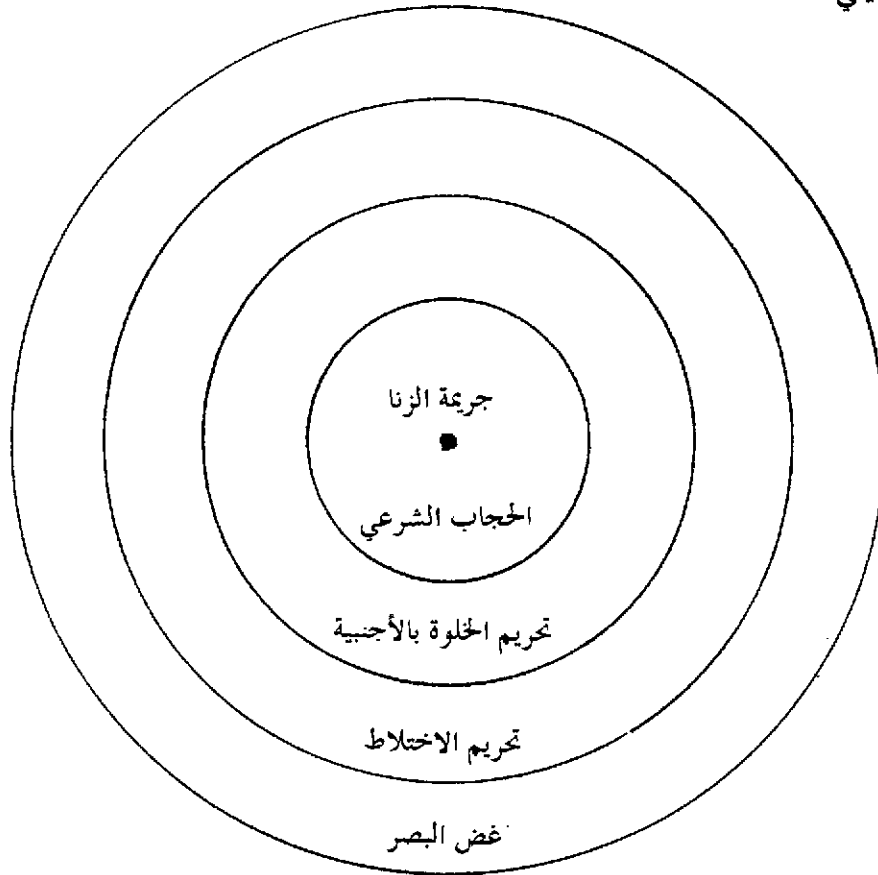 جريمة الزنا
الحجاب الشرعي
تحريم الخلوة بالأجنبية
تحريم الاختلاط
غض البصر